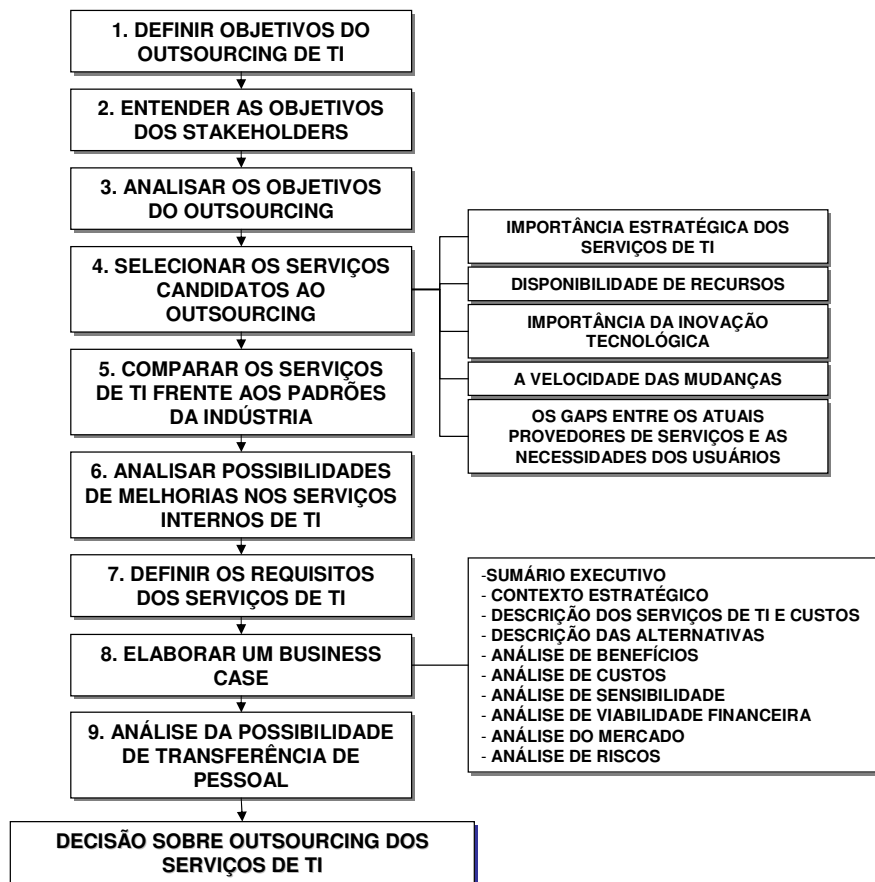 1. DEFINIR OBJETIVOS DO
OUTSOURCING DE TI
2. ENTENDER AS OBJETIVOS
DOS STAKEHOLDERS
3. ANALISAR OS OBJETIVOS
DO OUTSOURCING
4. SELECIONAR OS SERVIÇOS
CANDIDATOS AO
OUTSOURCING
IMPORTÂNCIA ESTRATÉGICA DOS
SERVIÇOS DE TI
DISPONIBILIDADE DE RECURSOS
IMPORTÂNCIA DA INOVAÇÃO
TECNOLÓGICA
A VELOCIDADE DAS MUDANÇAS
OS GAPS ENTRE OS ATUAIS
PROVEDORES DE SERVIÇOS E AS
NECESSIDADES DOS USUÁRIOS
5. COMPARAR OS SERVIÇOS
DE TI FRENTE AOS PADRÕES
DA INDÚSTRIA
6. ANALISAR POSSIBILIDADES
DE MELHORIAS NOS SERVIÇOS
INTERNOS DE TI
7. DEFINIR OS REQUISITOS
DOS SERVIÇOS DE TI
8. ELABORAR UM BUSINESS
CASE
-SUMÁRIO EXECUTIVO
- CONTEXTO ESTRATÉGICO
- DESCRIÇÃO DOS SERVIÇOS DE TI E CUSTOS
- DESCRIÇÃO DAS ALTERNATIVAS
- ANÁLISE DE BENEFÍCIOS
- ANÁLISE DE CUSTOS
- ANÁLISE DE SENSIBILIDADE
- ANÁLISE DE VIABILIDADE FINANCEIRA
- ANÁLISE DO MERCADO
- ANÁLISE DE RISCOS
9. ANÁLISE DA POSSIBILIDADE
DE TRANSFERÊNCIA DE
PESSOAL
DECISÃO SOBRE OUTSOURCING DOS
SERVIÇOS DE TI